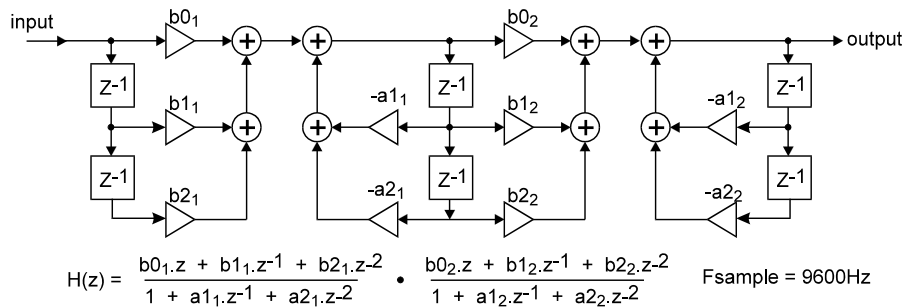 input
b0₁
b0₂
output
z-1
z-1
z-1
z-1
z-1
z-1
b1₁
-a1₁
b1₂
-a1₂
b2₁
-a2₁
b2₂
-a2₂
+
+
+
+
+
+
+
+
H(z) = b0₁.z + b1₁.z-1 + b2₁.z-2 • b0₂.z + b1₂.z-1 + b2₂.z-2 Fsample = 9600Hz
1 + a1₁.z-1 + a2₁.z-2 1 + a1₂.z-1 + a2₂.z-2